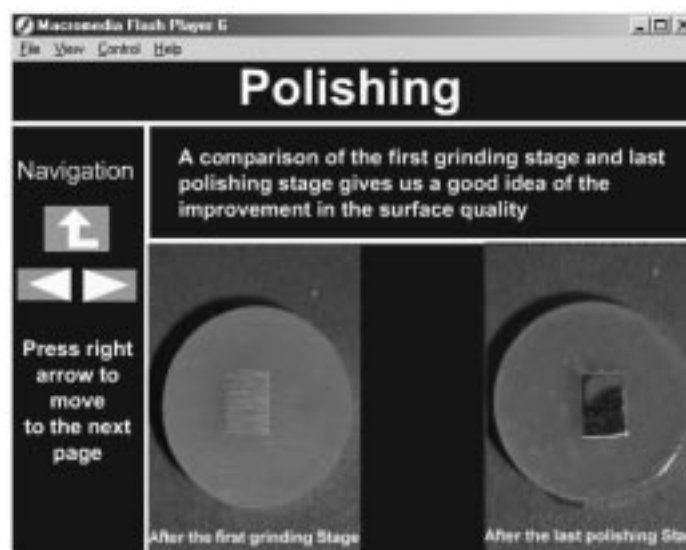 Macromedia Flash Player 6
File View Control Help
Polishing
Navigation
A comparison of the first grinding stage and last
polishing stage gives us a good idea of the
improvement in the surface quality
Press right
arrow to
move
to the next
page
After the first grinding Stage
After the last polishing Sta